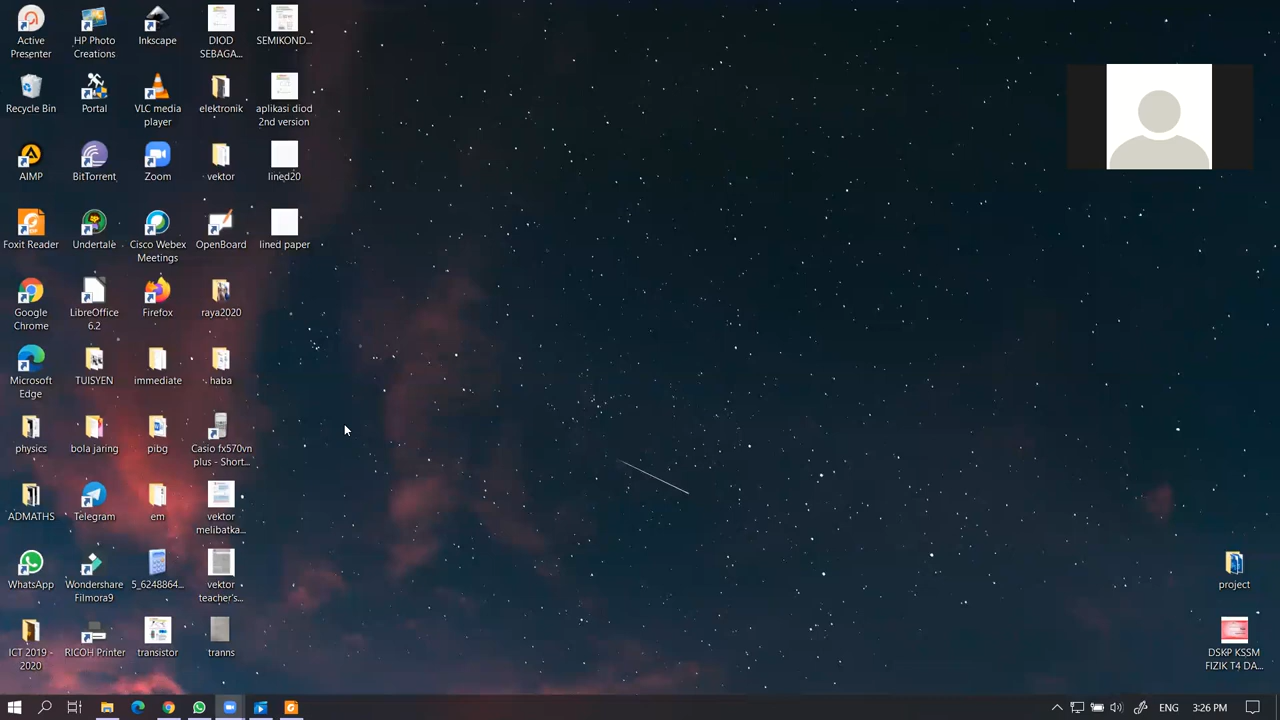 Active
Presenter
HP Photo
Creations
Inkscape
DIOD
SEBAGA...
SEMIKOND...
Recycle Bin
Portal
VLC media
player
elektronik
aplikasi diod
2nd version
AIMP
BitTorrent
Zoom
vektor
lined20
Foxit Reader
Undertale
Cisco Webex
Meetings
OpenBoard
lined paper
Google
Chrome
LibreOffice
6.2
Firefox
raya2020
Microsoft
Edge
TUISYEN
immediate
haba
physics
bola jaring
pibg
Casio fx570vn
plus - Short...
ADMATHS
Telegram
em
vektor
melibatka...
WhatsApp
Wondershare
Filmora9
5_6248864...
vektor
teacher's...
ICT 2019 -
2020
RICOH Printer
transistor
tranns
project
DSKP KSSM
FIZIK T4 DA...
ENG
3:26 PM